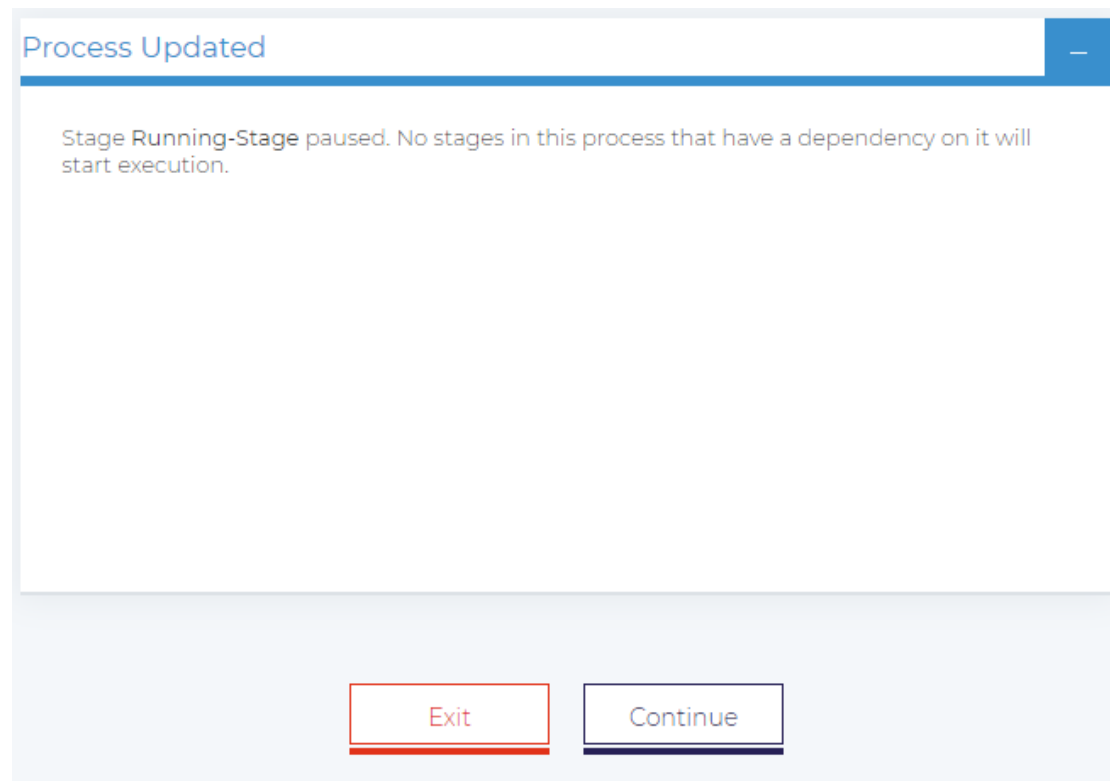 Process Updated
Stage Running-Stage paused. No stages in this process that have a dependency on it will
start execution.
Exit
Continue